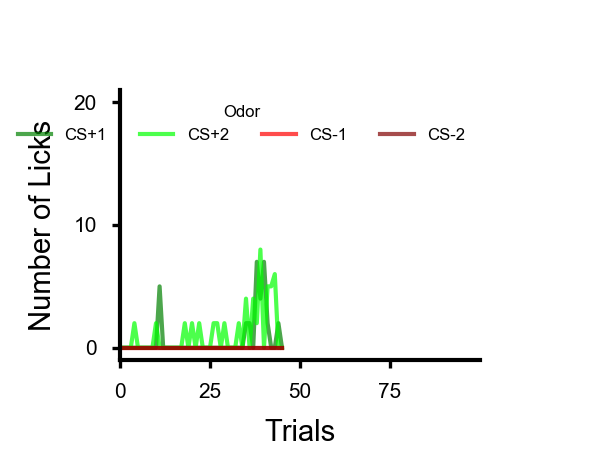 Odor
CS+1 CS+2 CS-1 CS-2
Number of Licks
20
10
0
0 25 50 75
Trials